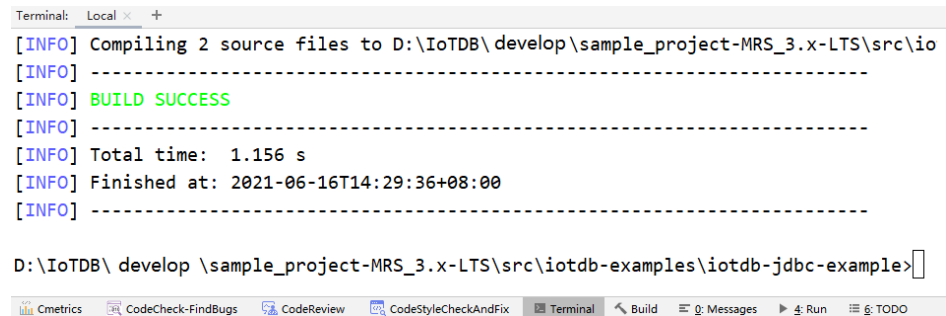 Terminal: Local × +
[INFO] Compiling 2 source files to D:\IoTDB\ develop\sample_project-MRS_3.x-LTS\src\io
[INFO] ------------------------------------------------------------------------
[INFO] BUILD SUCCESS
[INFO] ------------------------------------------------------------------------
[INFO] Total time:  1.156 s
[INFO] Finished at: 2021-06-16T14:29:36+08:00
[INFO] ------------------------------------------------------------------------
D:\IoTDB\ develop \sample_project-MRS_3.x-LTS\src\iotdb-examples\iotdb-jdbc-example>
Cmetrics CodeCheck-FindBugs CodeReview CodeStyleCheckAndFix Terminal Build 0: Messages 4: Run 6: TODO